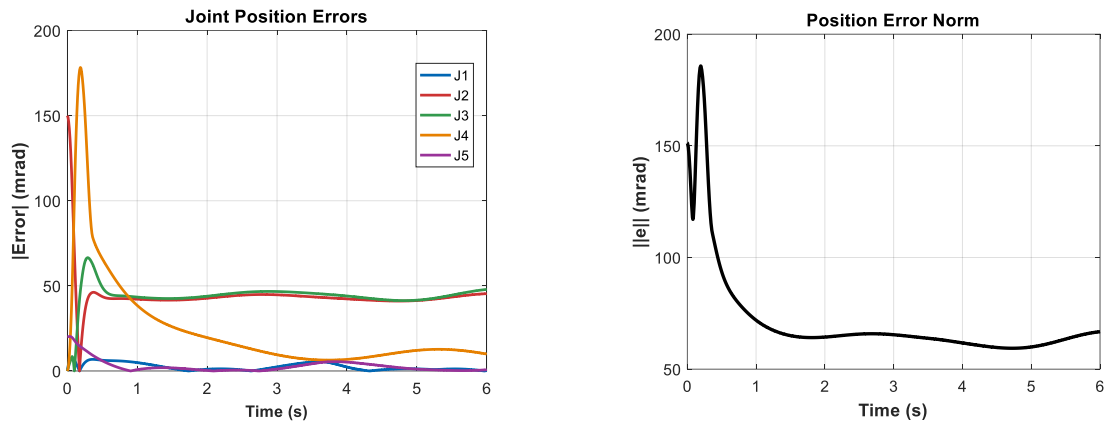 Joint Position Errors
|Error| (mrad)
200
150
100
50
0
0 1 2 3 4 5 6
Time (s)
J1
J2
J3
J4
J5
Position Error Norm
||e|| (mrad)
200
150
100
50
0 1 2 3 4 5 6
Time (s)